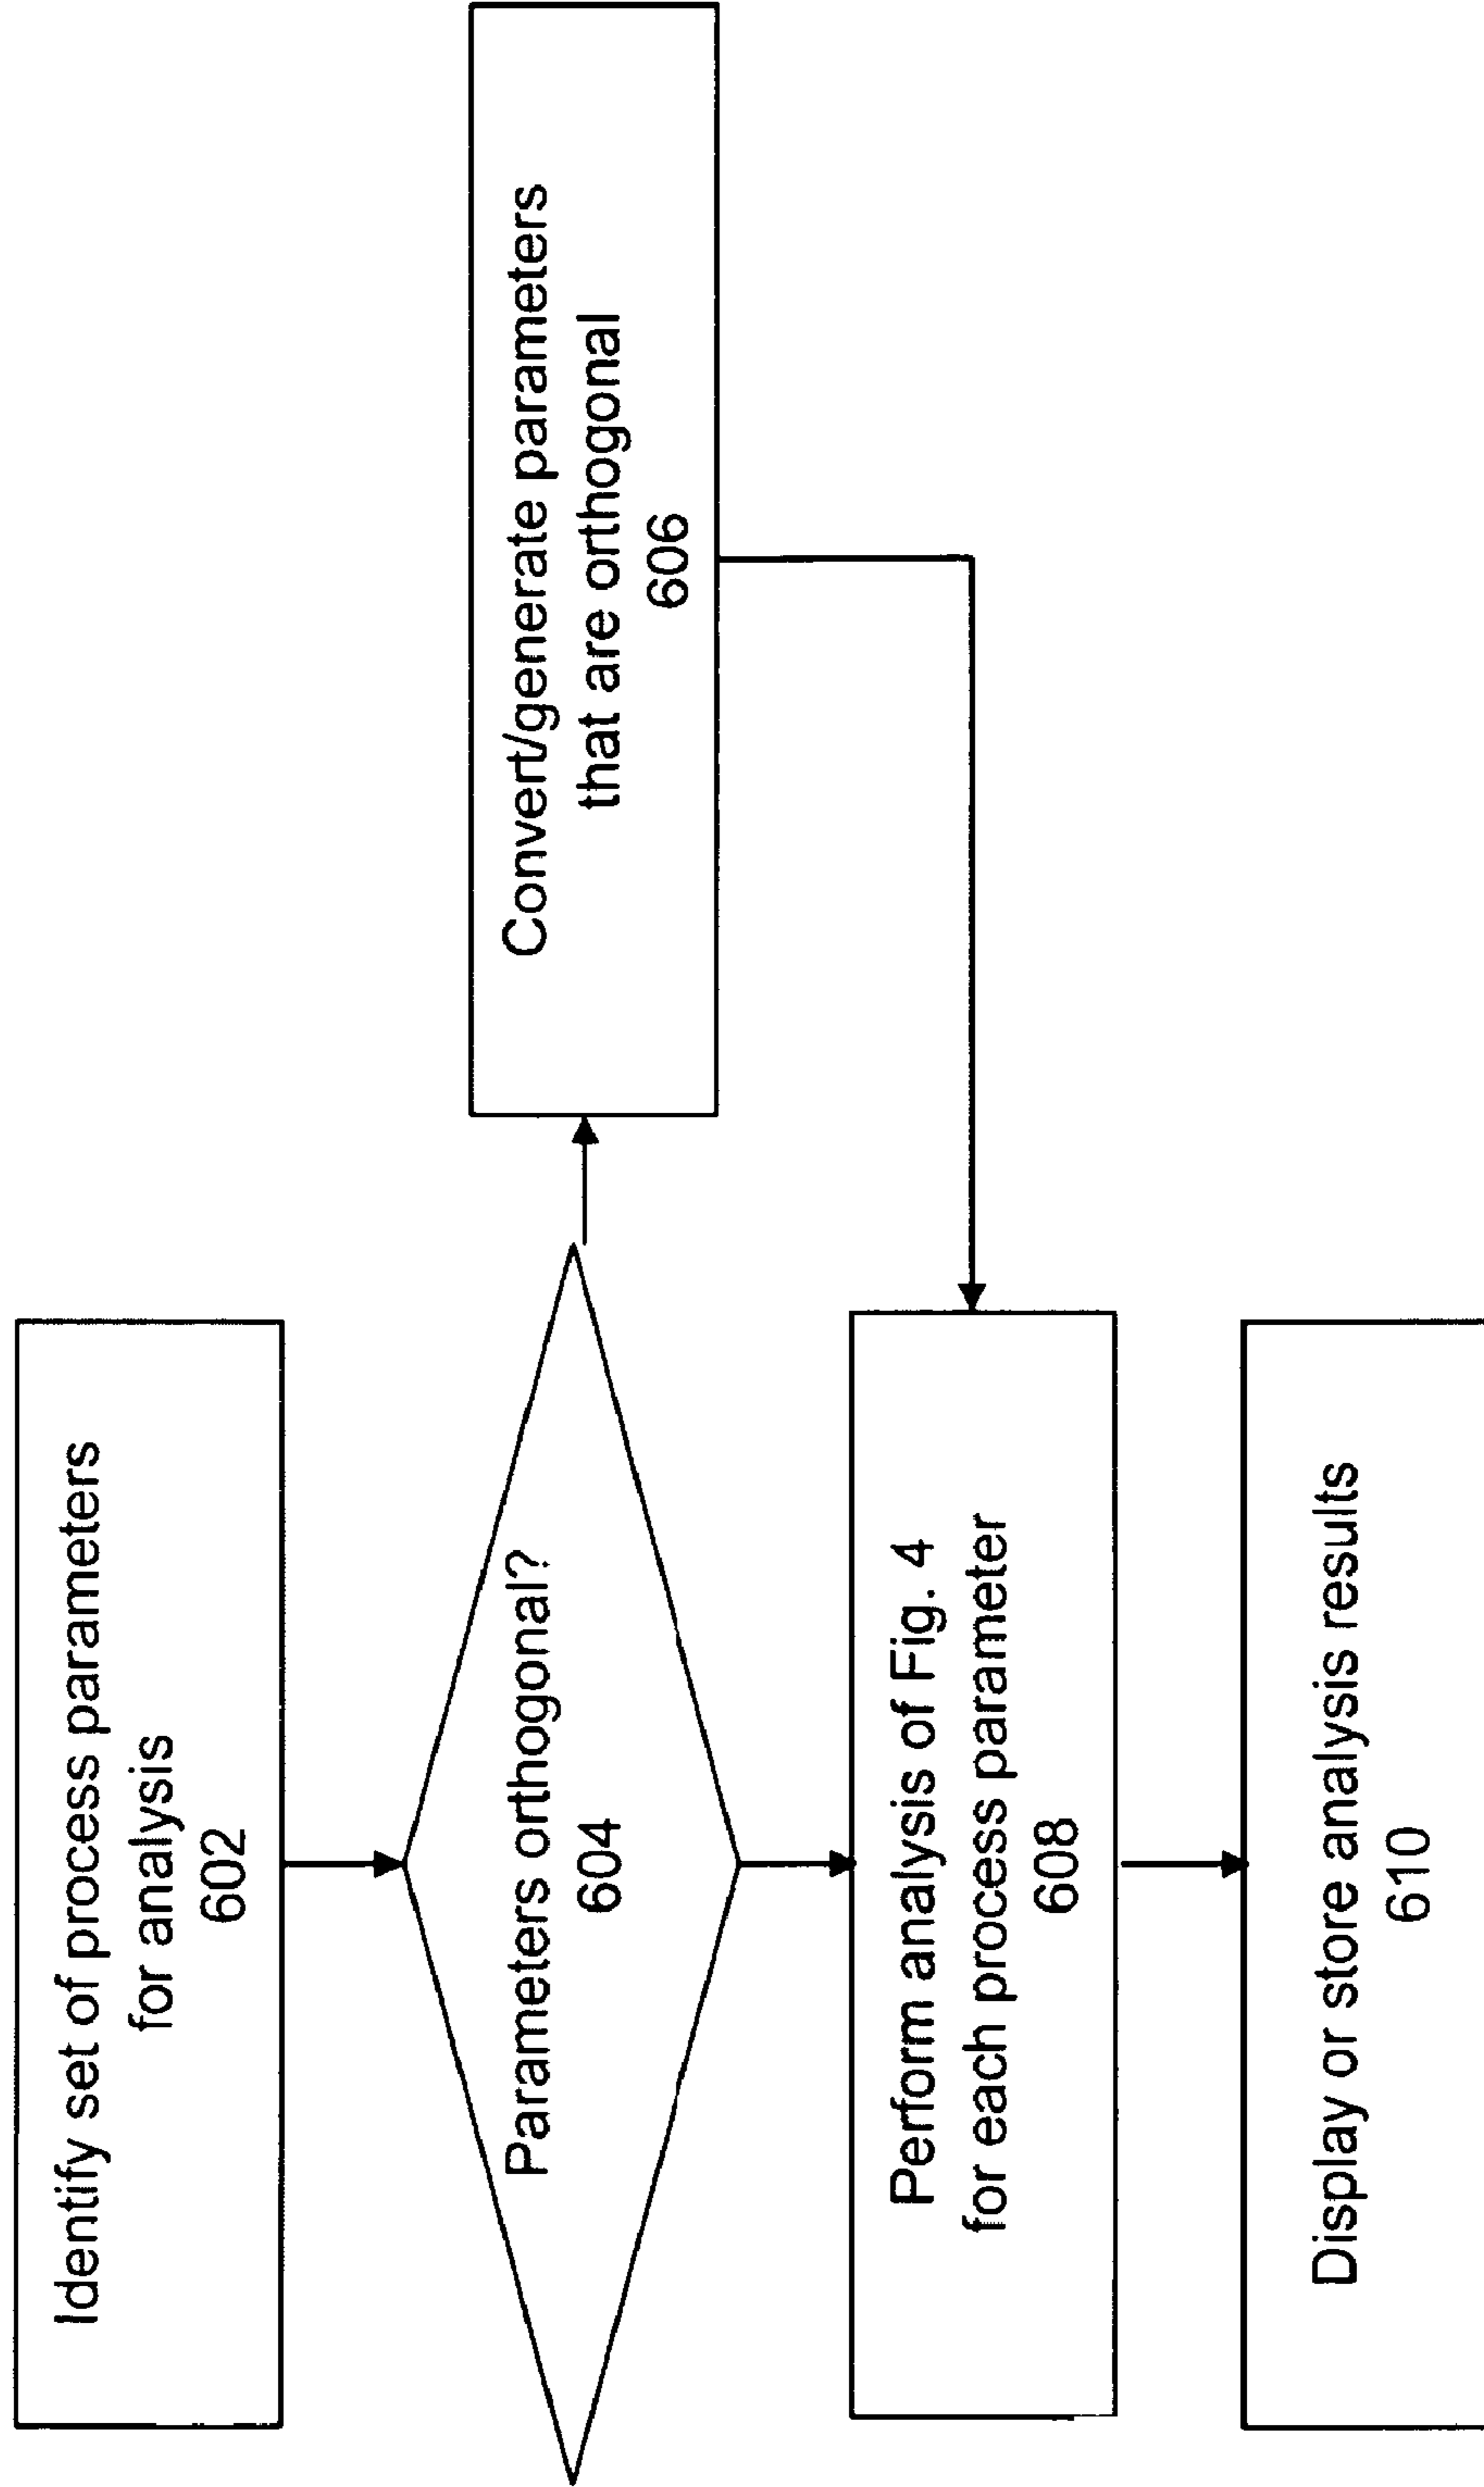 Identify set of process parameters
for analysis
602
Parameters orthogonal?
604
Convert/generate parameters
that are orthogonal
606
Perform analysis of Fig. 4
for each process parameter
608
Display or store analysis results
610